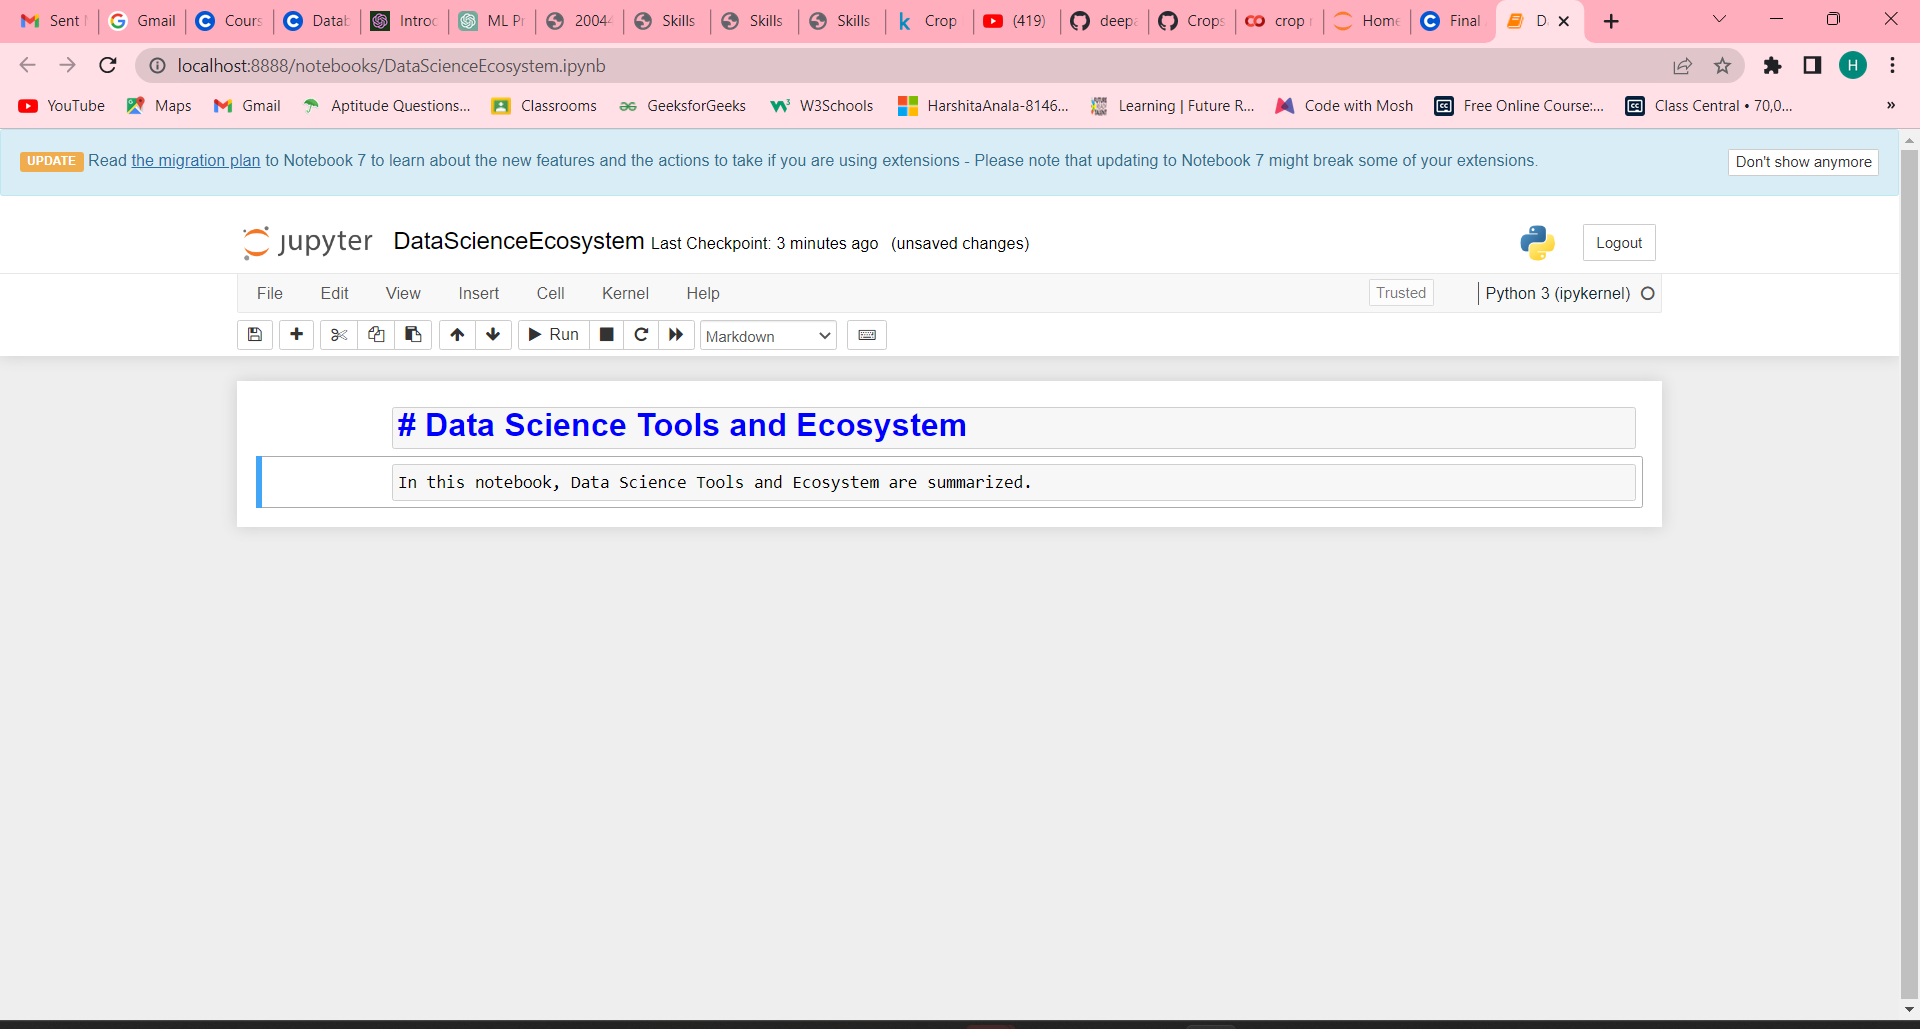 Sent Gmail Cours Datab Introc ML Pr 20044 Skills Skills Skills Crop (419) deepa Crops crop Home Final D
localhost:8888/notebooks/DataScienceEcosystem.ipynb H
YouTube Maps Gmail Aptitude Questions... Classrooms GeeksforGeeks W3Schools HarshitaAnala-8146... Learning | Future R... Code with Mosh Free Online Course:... Class Central • 70,0... »
UPDATE Read the migration plan to Notebook 7 to learn about the new features and the actions to take if you are using extensions - Please note that updating to Notebook 7 might break some of your extensions. Don't show anymore
jupyter DataScienceEcosystem Last Checkpoint: 3 minutes ago (unsaved changes) Logout
File Edit View Insert Cell Kernel Help Trusted Python 3 (ipykernel)
Run Markdown
# Data Science Tools and Ecosystem
In this notebook, Data Science Tools and Ecosystem are summarized.